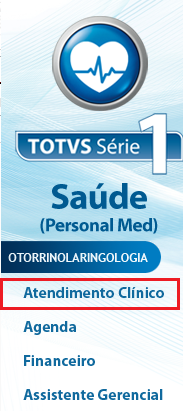 TOTVS Série 1
Saúde
(Personal Med)
OTORRINOLARINGOLOGIA
Atendimento Clínico
Agenda
Financeiro
Assistente Gerencial